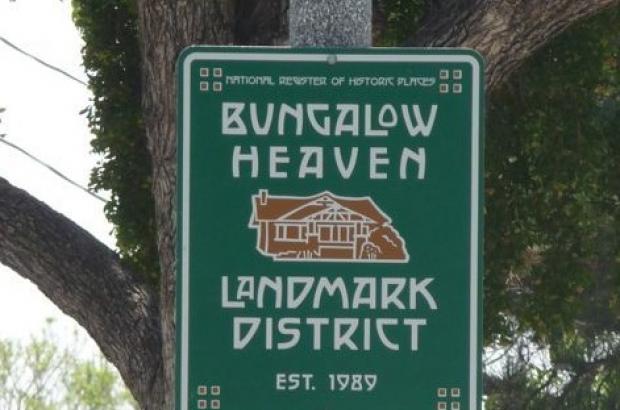 NATIONAL REGISTER OF HISTORIC PLACES
BUNGALOW
HEAVEN
LANDMARK
DISTRICT
EST. 1989